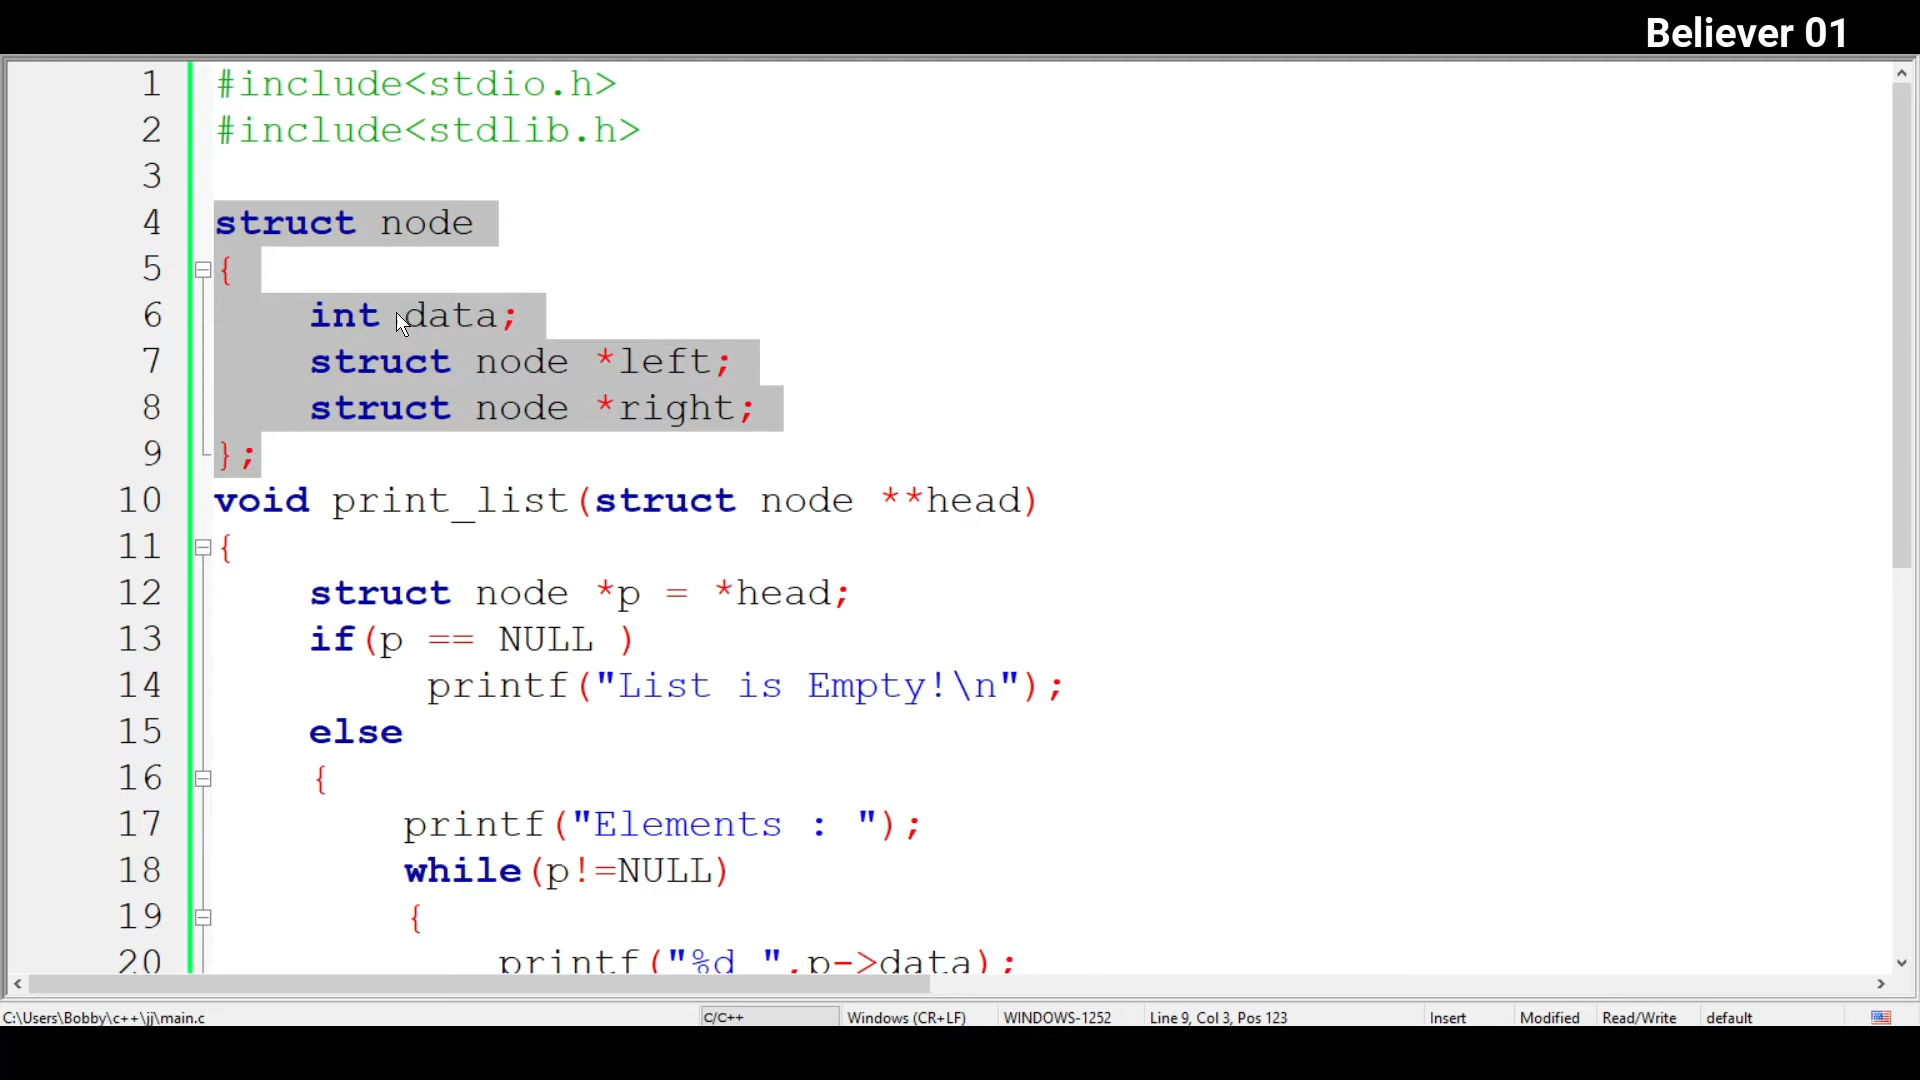 Believer 01
1 #include<stdio.h>
2 #include<stdlib.h>
3
4 struct node
5 {
6 int data;
7 struct node *left;
8 struct node *right;
9 };
10 void print_list(struct node **head)
11 {
12 struct node *p = *head;
13 if(p == NULL )
14 printf("List is Empty!\n");
15 else
16 {
17 printf("Elements : ");
18 while(p!=NULL)
19 {
20 printf("%d ",p->data);
C:\Users\Bobby\c++\jj\main.c C/C++ Windows (CR+LF) WINDOWS-1252 Line 9, Col 3, Pos 123 Insert Modified Read/Write default